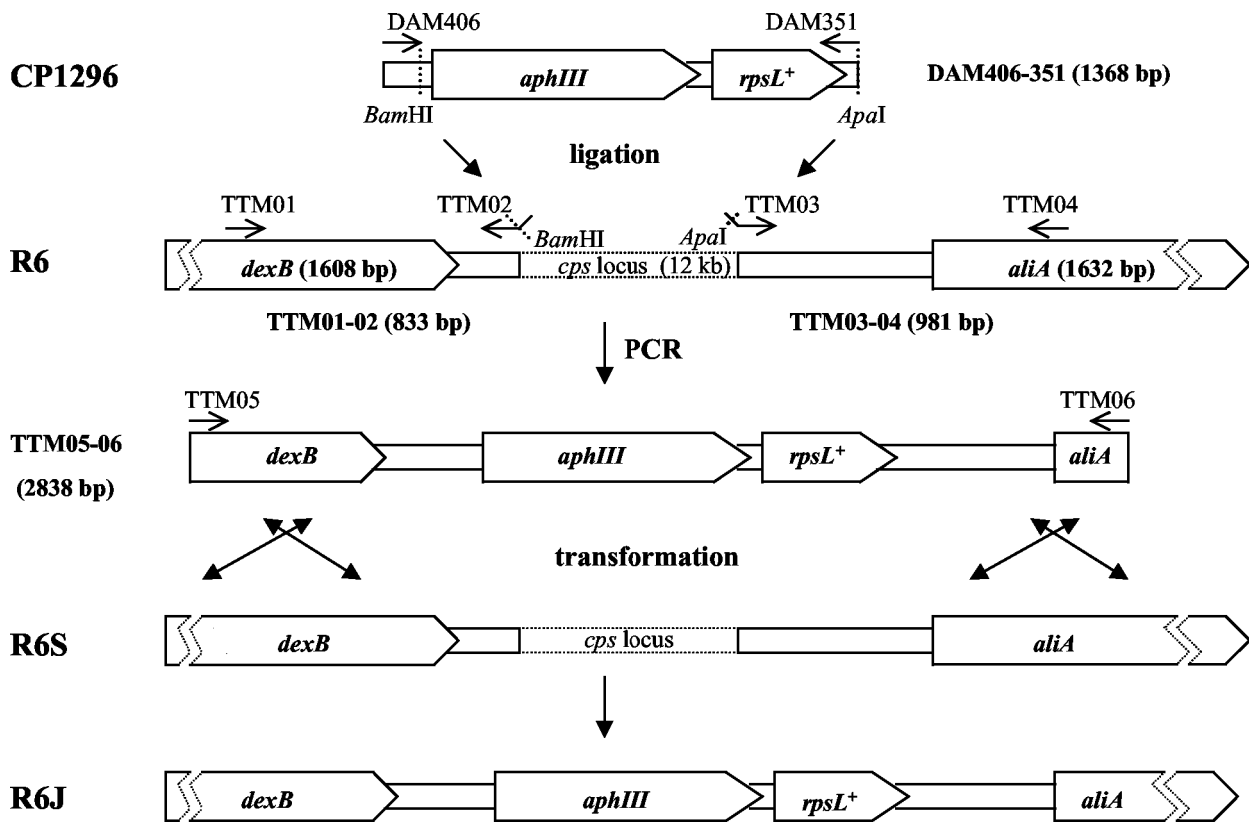 DAM406 DAM351
CP1296 aphIII rpsL+ DAM406-351 (1368 bp)
BamHI ApaI
ligation
TTM01 TTM02 TTM03 TTM04
BamHI ApaI
R6 dexB (1608 bp) cps locus (12 kb) aliA (1632 bp)
TTM01-02 (833 bp) TTM03-04 (981 bp)
PCR
TTM05 TTM06
TTM05-06 dexB aphIII rpsL+ aliA
(2838 bp)
transformation
R6S dexB cps locus aliA
R6J dexB aphIII rpsL+ aliA